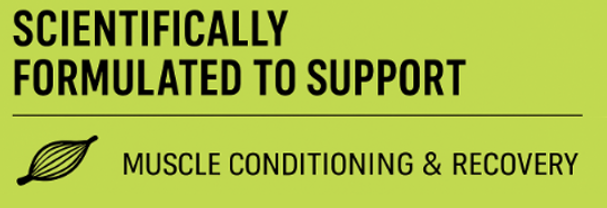 SCIENTIFICALLY
FORMULATED TO SUPPORT
MUSCLE CONDITIONING & RECOVERY